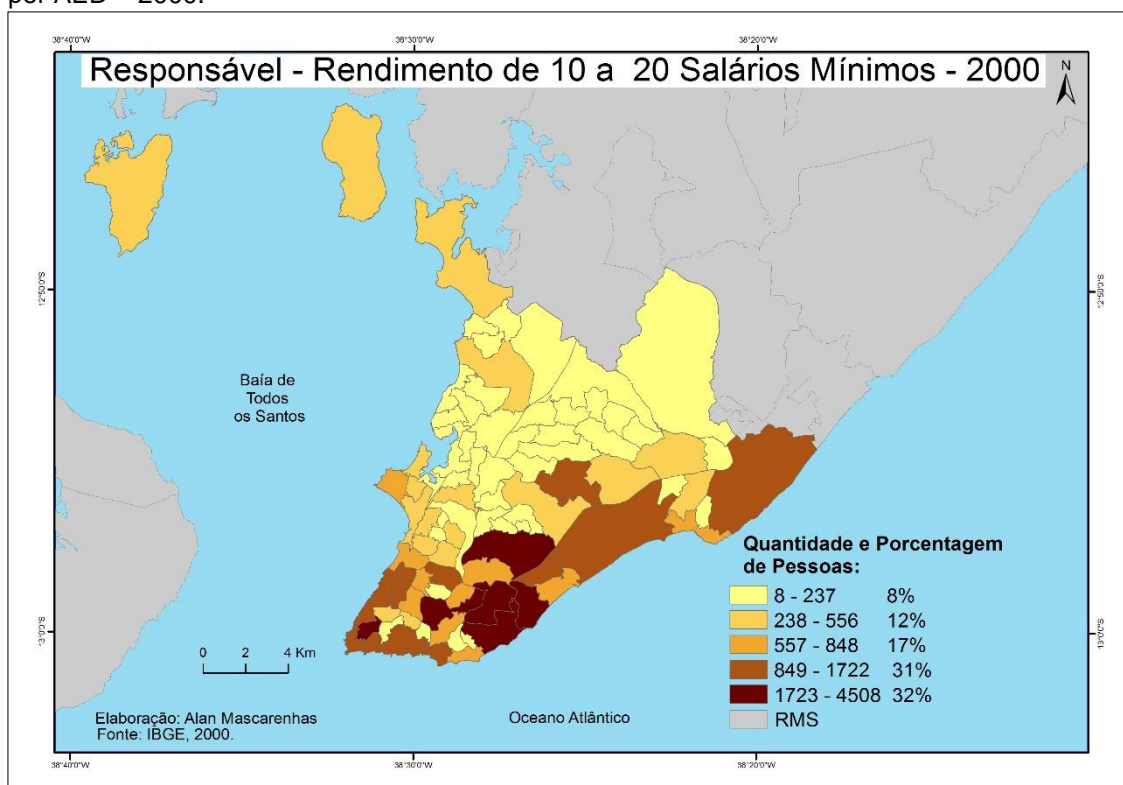 por AED – 2000.
38°40'0"W 38°30'0"W 38°20'0"W
Responsável - Rendimento de 10 a 20 Salários Mínimos - 2000
N
12°50'0"S 12°50'0"S
Baía de
Todos
os Santos
Quantidade e Porcentagem
de Pessoas:
8 - 237 8%
238 - 556 12%
557 - 848 17%
849 - 1722 31%
1723 - 4508 32%
RMS
13°0'0"S 13°0'0"S
0 2 4 Km
Elaboração: Alan Mascarenhas
Fonte: IBGE, 2000.
Oceano Atlântico
38°40'0"W 38°30'0"W 38°20'0"W